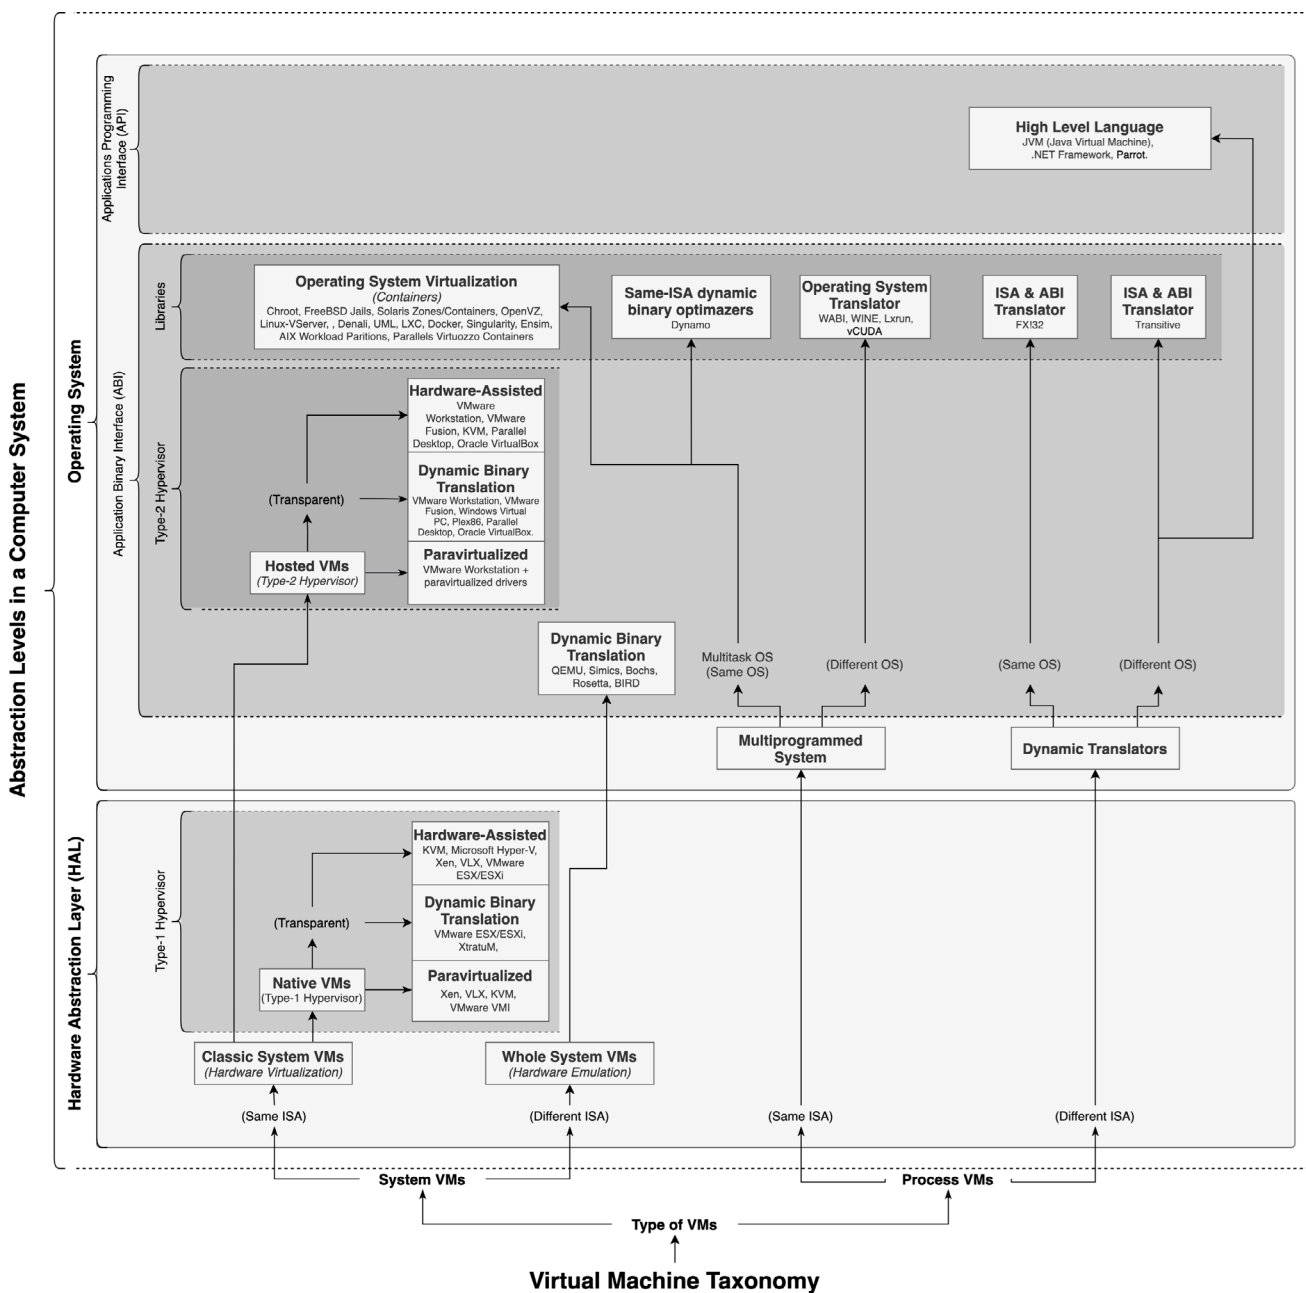 Abstraction Levels in a Computer System
Operating System
Applications Programming
Interface (API)
High Level Language
JVM (Java Virtual Machine),
.NET Framework, Parrot.
Application Binary Interface (ABI)
Libraries
Operating System Virtualization
(Containers)
Chroot, FreeBSD Jails, Solaris Zones/Containers, OpenVZ,
Linux-VServer, , Denali, UML, LXC, Docker, Singularity, Ensim,
AIX Workload Paritions, Parallels Virtuozzo Containers
Same-ISA dynamic
binary optimazers
Dynamo
Operating System
Translator
WABI, WINE, Lxrun,
vCUDA
ISA & ABI
Translator
FX!32
ISA & ABI
Translator
Transitive
Type-2 Hypervisor
Hardware-Assisted
VMware
Workstation, VMware
Fusion, KVM, Parallel
Desktop, Oracle VirtualBox
(Transparent)
Dynamic Binary
Translation
VMware Workstation, VMware
Fusion, Windows Virtual
PC, Plex86, Parallel
Desktop, Oracle VirtualBox.
Hosted VMs
(Type-2 Hypervisor)
Paravirtualized
VMware Workstation +
paravirtualized drivers
Dynamic Binary
Translation
QEMU, Simics, Bochs,
Rosetta, BIRD
Multitask OS
(Same OS)
(Different OS)
(Same OS)
(Different OS)
Multiprogrammed
System
Dynamic Translators
Hardware Abstraction Layer (HAL)
Type-1 Hypervisor
Hardware-Assisted
KVM, Microsoft Hyper-V,
Xen, VLX, VMware
ESX/ESXi
(Transparent)
Dynamic Binary
Translation
VMware ESX/ESXi,
XtratuM,
Native VMs
(Type-1 Hypervisor)
Paravirtualized
Xen, VLX, KVM,
VMware VMI
Classic System VMs
(Hardware Virtualization)
Whole System VMs
(Hardware Emulation)
(Same ISA)
(Different ISA)
(Same ISA)
(Different ISA)
System VMs
Process VMs
Type of VMs
Virtual Machine Taxonomy